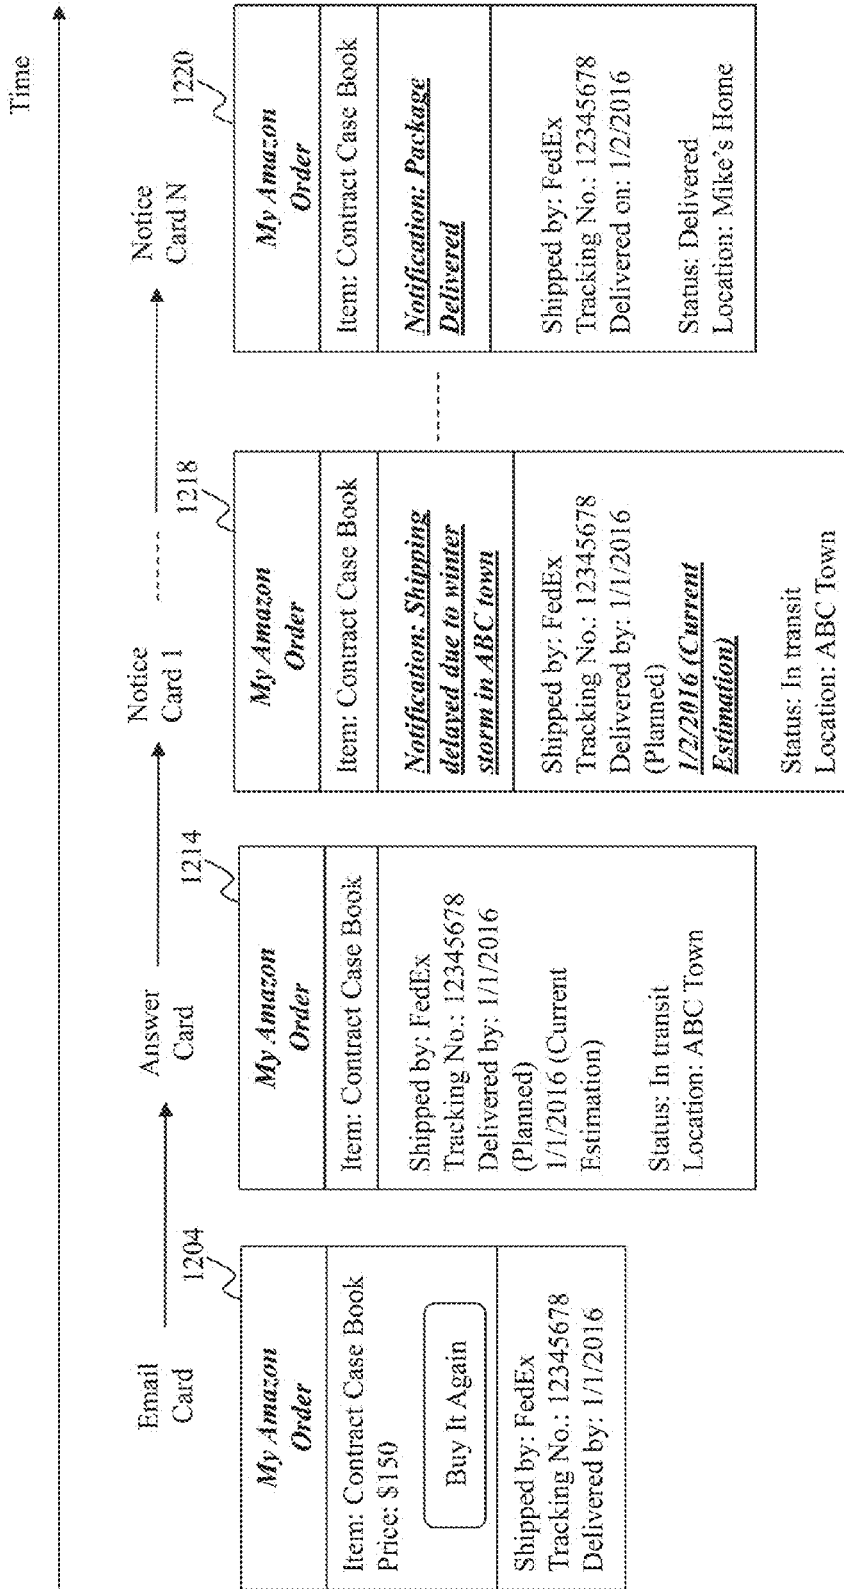 Time
Email
Card
Answer
Card
Notice
Card 1
Notice
Card N
1204
My Amazon
Order
Item: Contract Case Book
Price: $150
Buy It Again
Shipped by: FedEx
Tracking No.: 12345678
Delivered by: 1/1/2016
1214
My Amazon
Order
Item: Contract Case Book
Shipped by: FedEx
Tracking No.: 12345678
Delivered by: 1/1/2016
(Planned)
1/1/2016 (Current
Estimation)
Status: In transit
Location: ABC Town
1218
My Amazon
Order
Item: Contract Case Book
Notification: Shipping
delayed due to winter
storm in ABC town
Shipped by: FedEx
Tracking No.: 12345678
Delivered by: 1/1/2016
(Planned)
1/2/2016 (Current
Estimation)
Status: In transit
Location: ABC Town
1220
My Amazon
Order
Item: Contract Case Book
Notification: Package
Delivered
Shipped by: FedEx
Tracking No.: 12345678
Delivered on: 1/2/2016
Status: Delivered
Location: Mike's Home